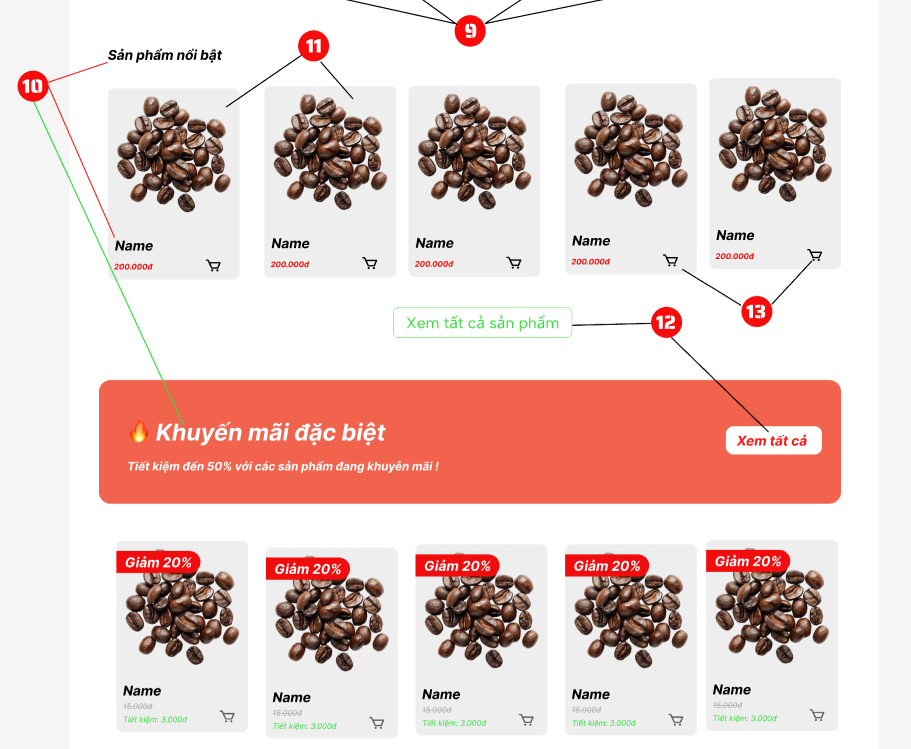 9
Sản phẩm nổi bật
11
10
Name
200.000đ
Name
200.000đ
Name
200.000đ
Name
200.000đ
Name
200.000đ
13
Xem tất cả sản phẩm
12
🔥 Khuyến mãi đặc biệt
Tiết kiệm đến 50% với các sản phẩm đang khuyễn mãi !
Xem tất cả
Giảm 20%
Name
15.000đ
Tiết kiệm: 3.000đ
Giảm 20%
Name
15.000đ
Tiết kiệm: 3.000đ
Giảm 20%
Name
15.000đ
Tiết kiệm: 3.000đ
Giảm 20%
Name
15.000đ
Tiết kiệm: 3.000đ
Giảm 20%
Name
15.000đ
Tiết kiệm: 3.000đ